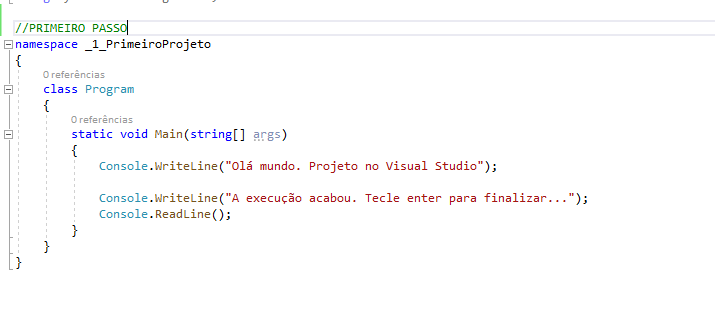 //PRIMEIRO PASSO
namespace _1_PrimeiroProjeto
{
0 referências
class Program
{
0 referências
static void Main(string[] args)
{
Console.WriteLine("Olá mundo. Projeto no Visual Studio");
Console.WriteLine("A execução acabou. Tecle enter para finalizar...");
Console.ReadLine();
}
}
}